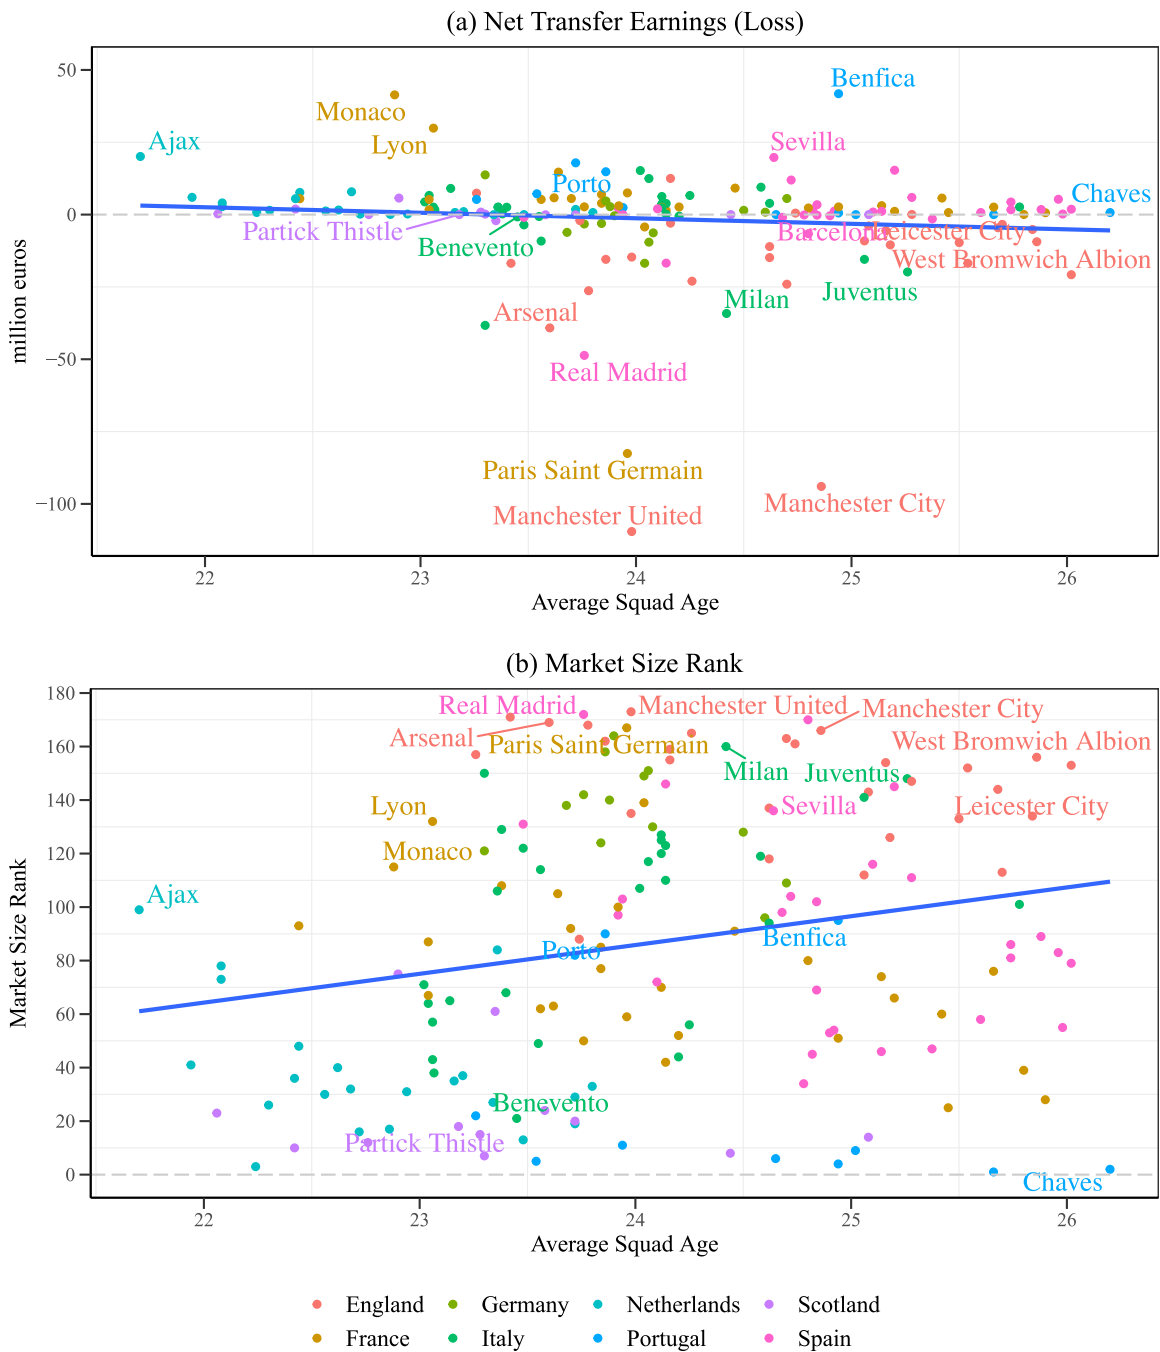 (a) Net Transfer Earnings (Loss)
50
Benfica
Monaco
Ajax
Lyon
Sevilla
Porto
Chaves
0
Partick Thistle
Barcelona
Leicester City
Benevento
West Bromwich Albion
million euros
Milan
Juventus
Arsenal
−50
Real Madrid
Paris Saint Germain
−100
Manchester City
Manchester United
22
23
24
25
26
Average Squad Age
(b) Market Size Rank
180
Real Madrid
Manchester United
Manchester City
Arsenal
Paris Saint Germain
West Bromwich Albion
160
Milan
Juventus
140
Lyon
Sevilla
Leicester City
Monaco
120
Ajax
100
Benfica
Porto
80
Market Size Rank
60
40
Benevento
20
Partick Thistle
0
Chaves
22
23
24
25
26
Average Squad Age
England
Germany
Netherlands
Scotland
France
Italy
Portugal
Spain